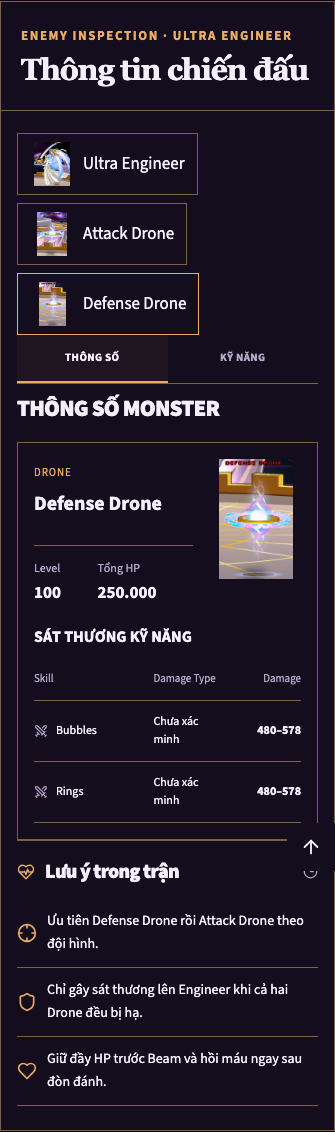 ENEMY INSPECTION · ULTRA ENGINEER
Thông tin chiến đấu
Ultra Engineer
Attack Drone
Defense Drone
THÔNG SỐ
KỸ NĂNG
THÔNG SỐ MONSTER
DRONE
DEFENSE DRONE
Defense Drone
Level
Tổng HP
100
250.000
SÁT THƯƠNG KỸ NĂNG
Skill
Damage Type
Damage
Bubbles
Chưa xác
minh
480–578
Rings
Chưa xác
minh
480–578
Lưu ý trong trận
Ưu tiên Defense Drone rồi Attack Drone theo
đội hình.
Chỉ gây sát thương lên Engineer khi cả hai
Drone đều bị hạ.
Giữ đầy HP trước Beam và hồi máu ngay sau
đòn đánh.